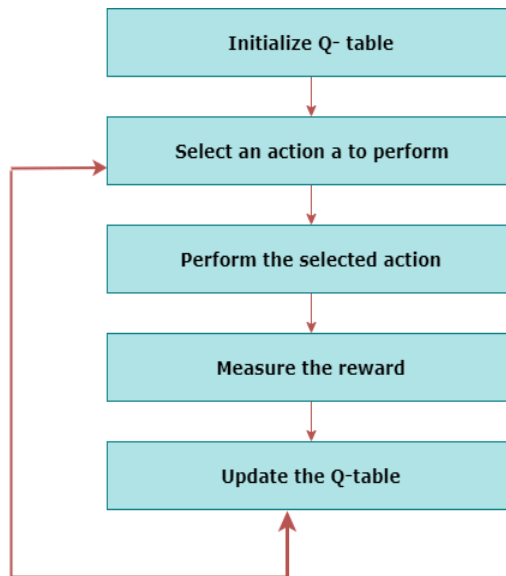 Initialize Q- table
Select an action a to perform
Perform the selected action
Measure the reward
Update the Q-table